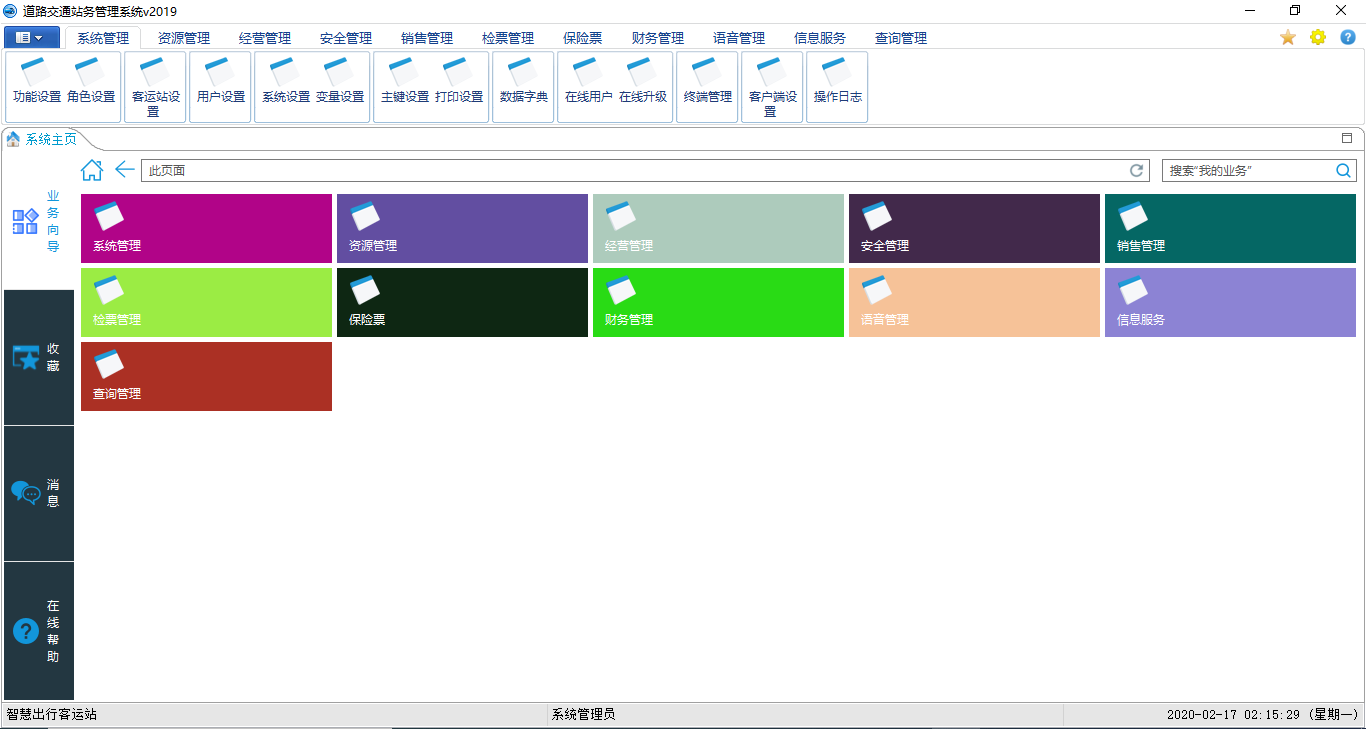 道路交通站务管理系统v2019
系统管理 资源管理 经营管理 安全管理 销售管理 检票管理 保险票 财务管理 语音管理 信息服务 查询管理
功能设置 角色设置 客运站设置 用户设置 系统设置 变量设置 主键设置 打印设置 数据字典 在线用户 在线升级 终端管理 客户端设置 操作日志
系统主页
此页面 搜索"我的业务"
业务向导
收藏
消息
在线帮助
系统管理 资源管理 经营管理 安全管理 销售管理
检票管理 保险票 财务管理 语音管理 信息服务
查询管理
智慧出行客运站 系统管理员 2020-02-17 02:15:29 (星期一)